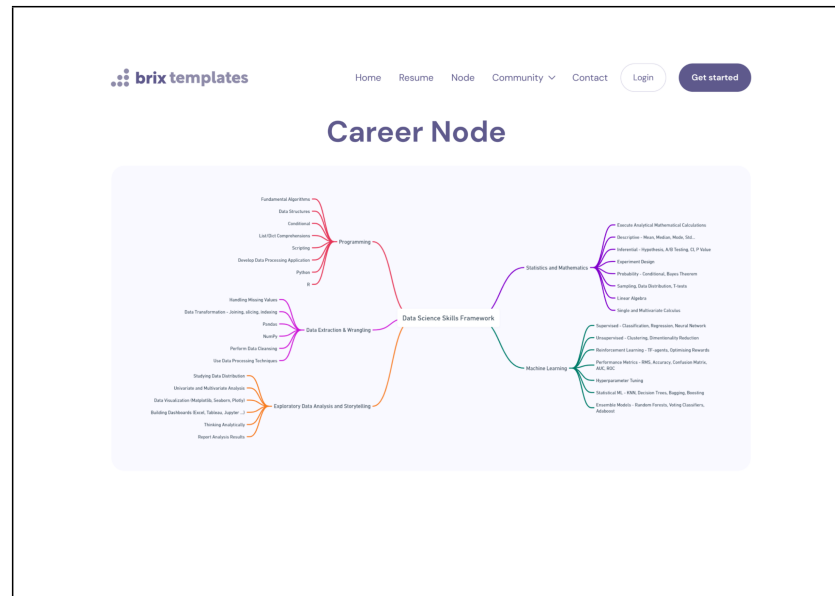 brix templates
Home Resume Node Community Contact Login Get started
Career Node
Fundamental Algorithms
Data Structures
Conditional
List/Dict Comprehensions
Scripting
Develop Data Processing Application
Python
R
Programming
Handling Missing Values
Data Transformation - Joining, slicing, indexing
Pandas
NumPy
Perform Data Cleansing
Use Data Processing Techniques
Data Extraction & Wrangling
Studying Data Distribution
Univariate and Multivariate Analysis
Data Visualization (Matplotlib, Seaborn, Plotly)
Building Dashboards (Excel, Tableau, Jupyter ...)
Thinking Analytically
Report Analysis Results
Exploratory Data Analysis and Storytelling
Data Science Skills Framework
Statistics and Mathematics
Execute Analytical Mathematical Calculations
Descriptive - Mean, Median, Mode, Std...
Inferential - Hypothesis, A/B Testing, CI, P Value
Experiment Design
Probability - Conditional, Bayes Theorem
Sampling, Data Distribution, T-tests
Linear Algebra
Single and Multivariate Calculus
Machine Learning
Supervised - Classification, Regression, Neural Network
Unsupervised - Clustering, Dimentionality Reduction
Reinforcement Learning - TF-agents, Optimising Rewards
Performance Metrics - RMS, Accuracy, Confusion Matrix,
AUC, ROC
Hyperparameter Tuning
Statistical ML - KNN, Decision Trees, Bagging, Boosting
Ensemble Models - Random Forests, Voting Classifiers,
Adaboost